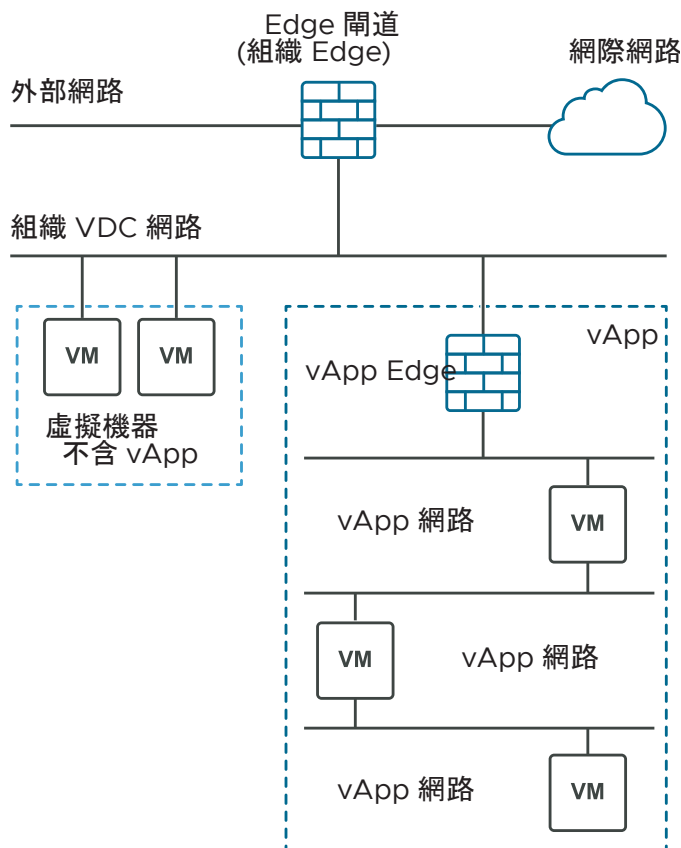 Edge 閘道
(組織 Edge)
網際網路
外部網路
組織 VDC 網路
VM
VM
虛擬機器
不含 vApp
vApp
vApp Edge
vApp 網路
VM
VM
vApp 網路
vApp 網路
VM